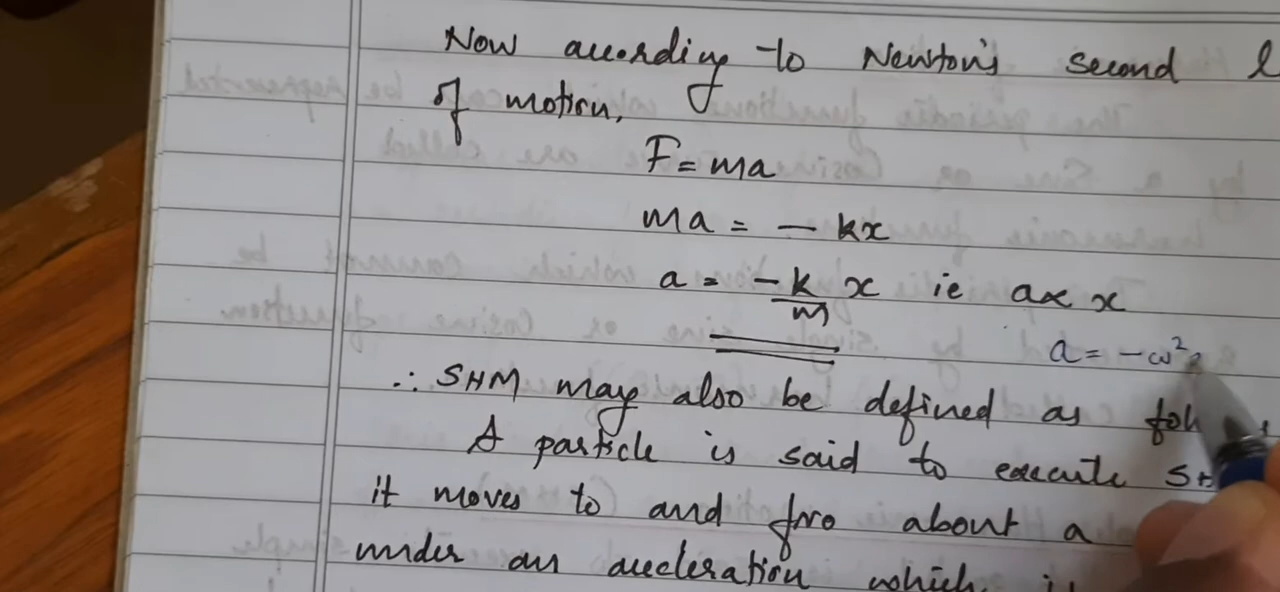 Now according to Newton's second
of motion,
F = ma
ma = - kx
a = - k/m x ie a ∝ x
a = - ω²
∴ SHM may also be defined as
A particle is said to execute
it moves to and fro about a
under an acceleration which